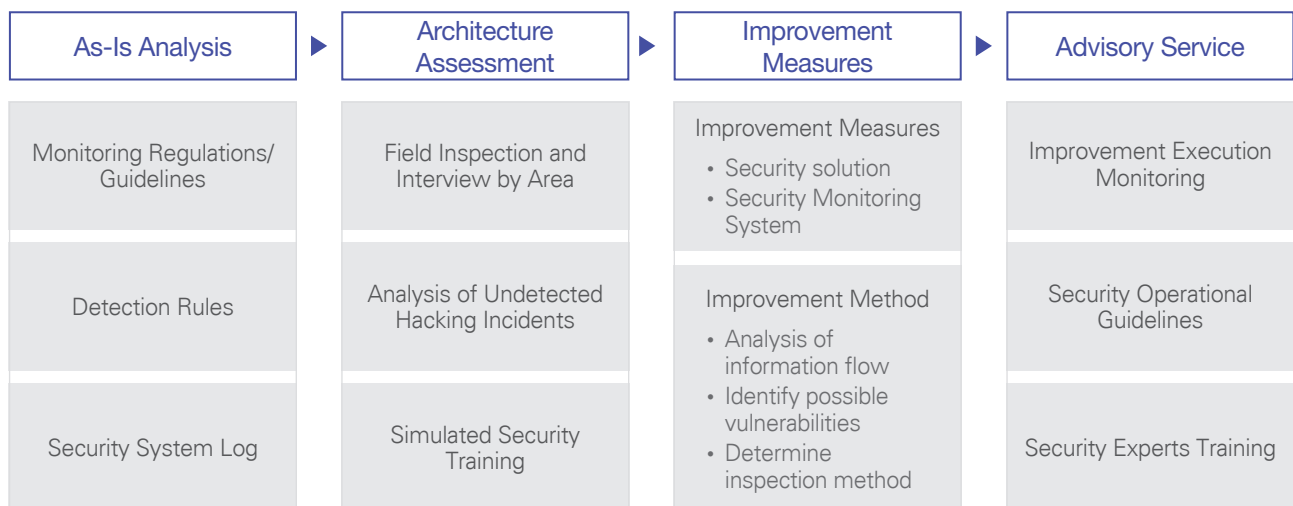 As-Is Analysis
Architecture
Assessment
Improvement
Measures
Advisory Service
Monitoring Regulations/
Guidelines
Detection Rules
Security System Log
Field Inspection and
Interview by Area
Analysis of Undetected
Hacking Incidents
Simulated Security
Training
Improvement Measures
• Security solution
• Security Monitoring
System
Improvement Method
• Analysis of
information flow
• Identify possible
vulnerabilities
• Determine
inspection method
Improvement Execution
Monitoring
Security Operational
Guidelines
Security Experts Training